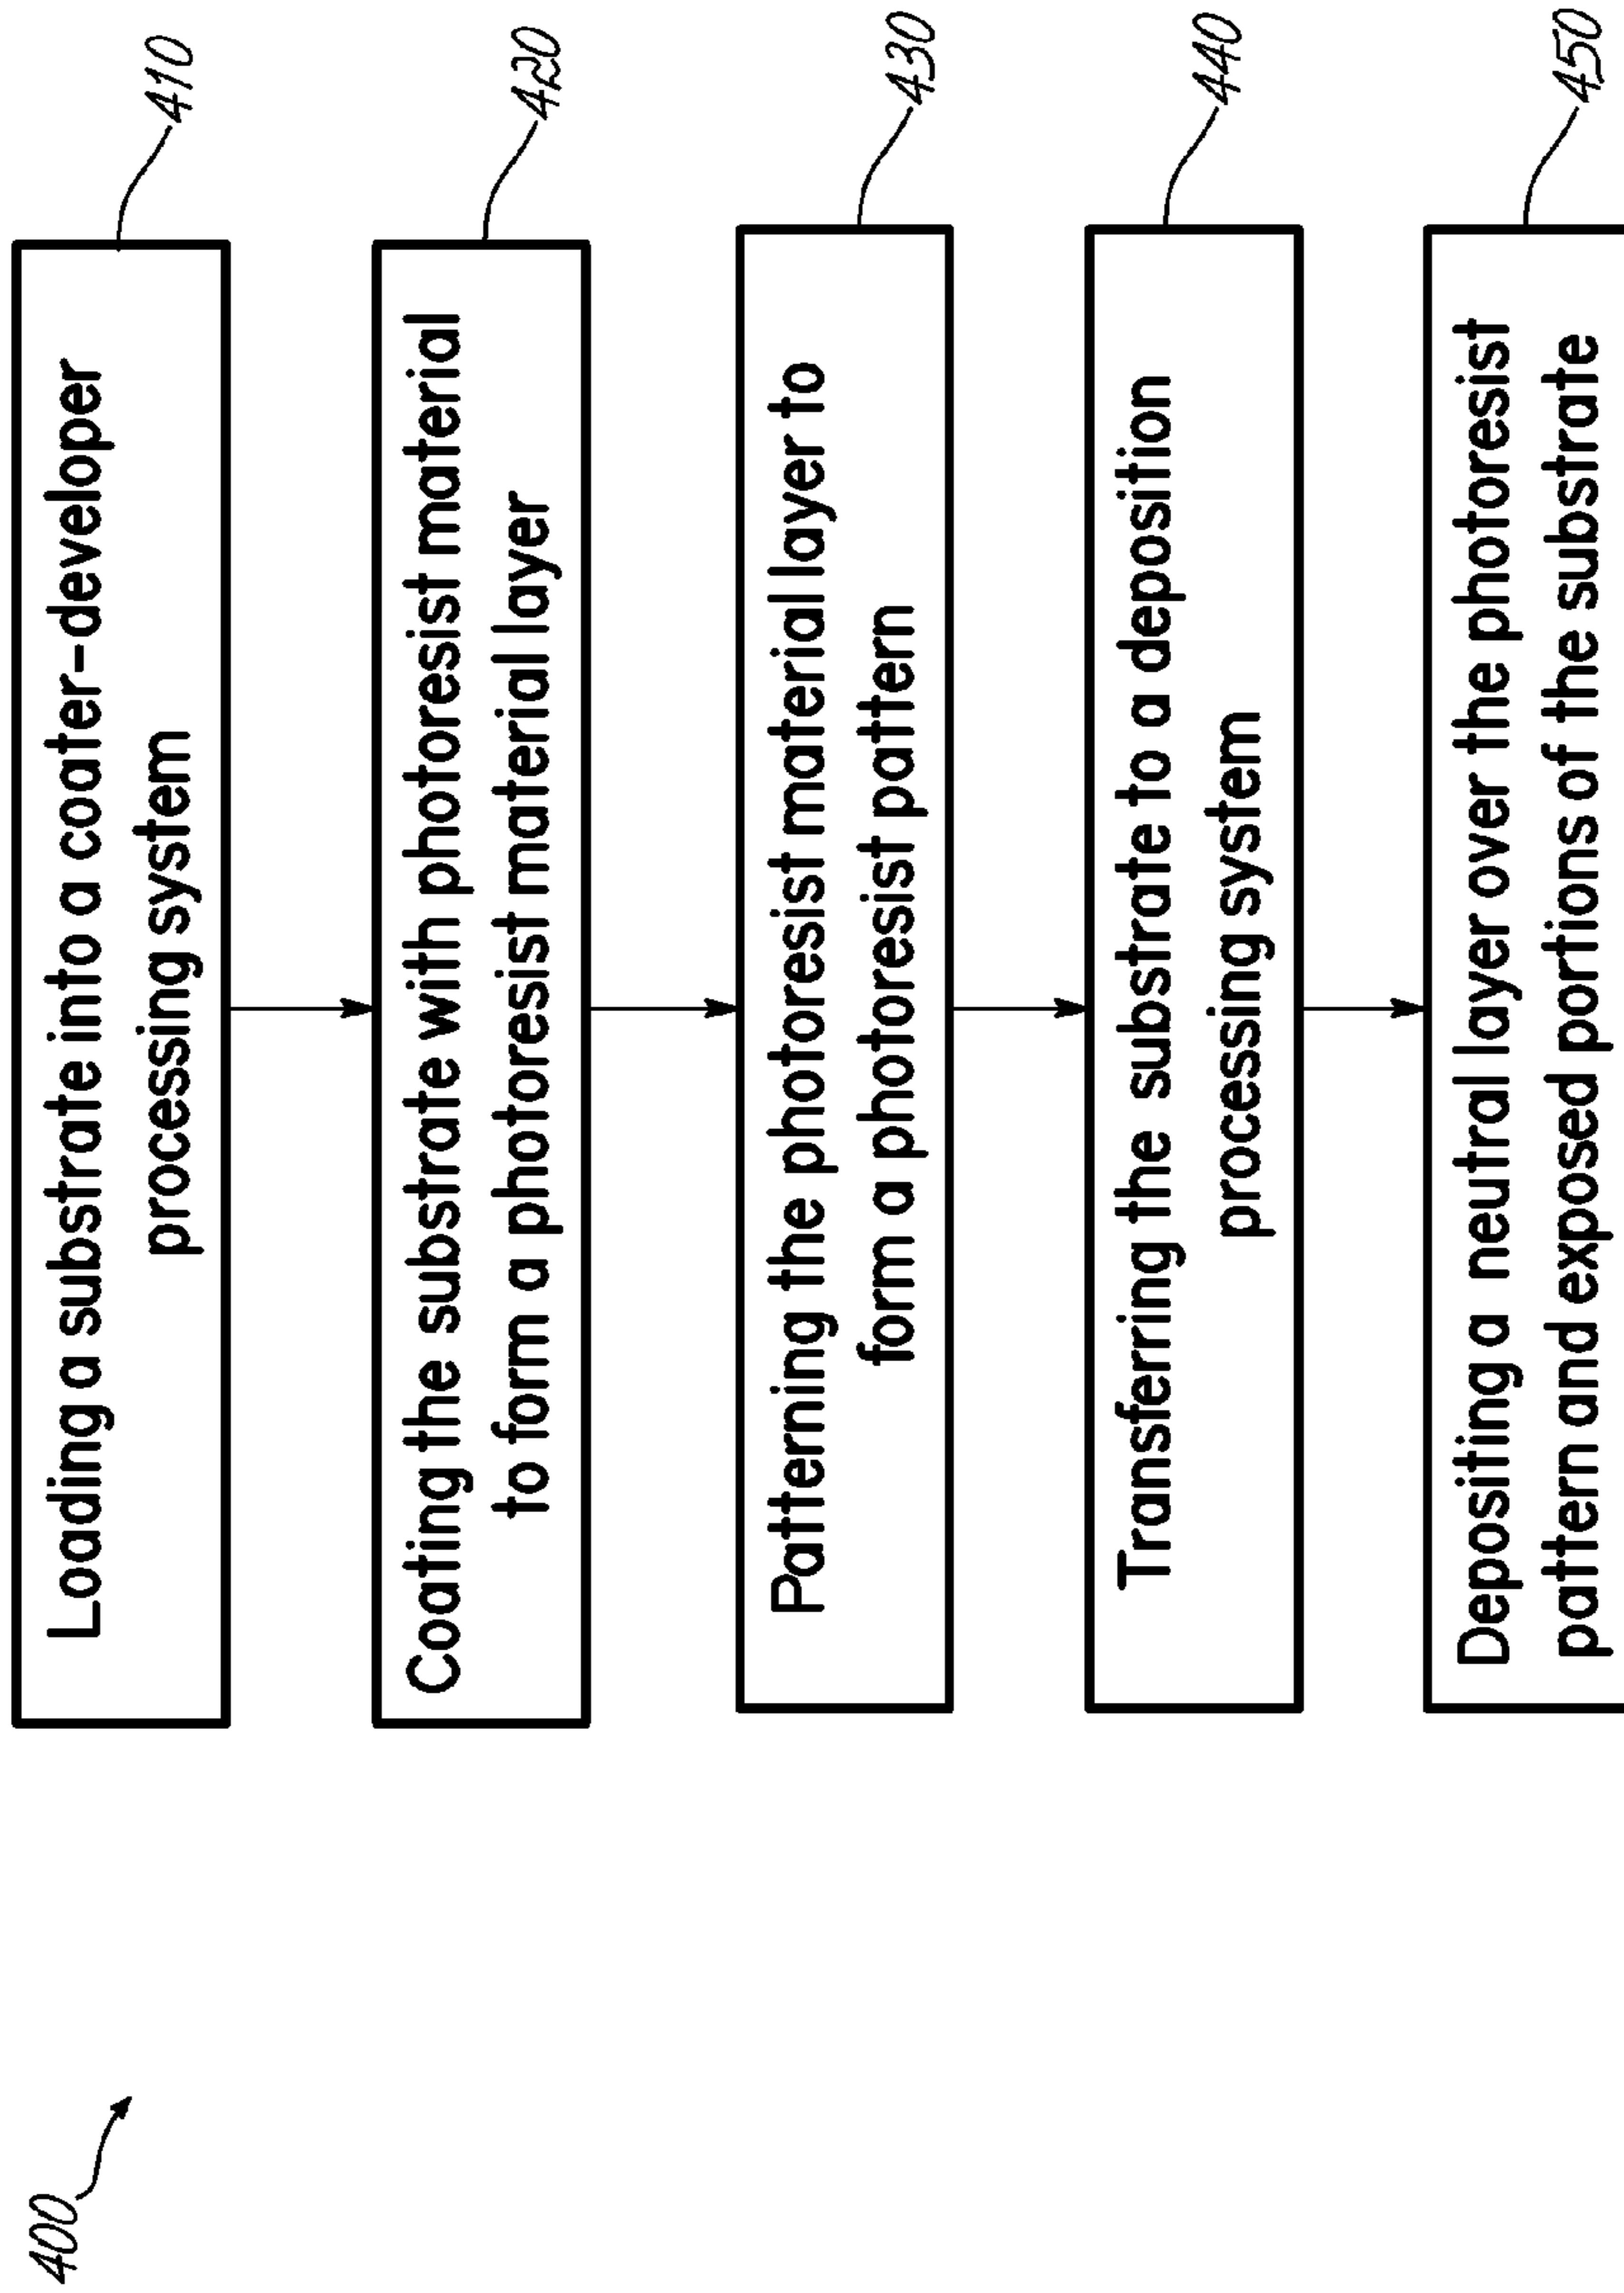 400
Loading a substrate into a coater-developer
processing system
410
Coating the substrate with photoresist material
to form a photoresist material layer
420
Patterning the photoresist material layer to
form a photoresist pattern
430
Transferring the substrate to a deposition
processing system
440
Depositing a neutral layer over the photoresist
pattern and exposed portions of the substrate
450